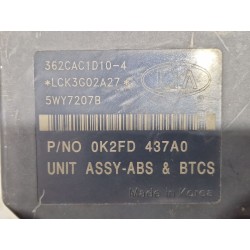 362CAC1D10-4
*LCK3G02A27*
5WY7207B
KIA
P/NO 0K2FD 437A0
UNIT ASSY-ABS & BTCS
Made in Korea